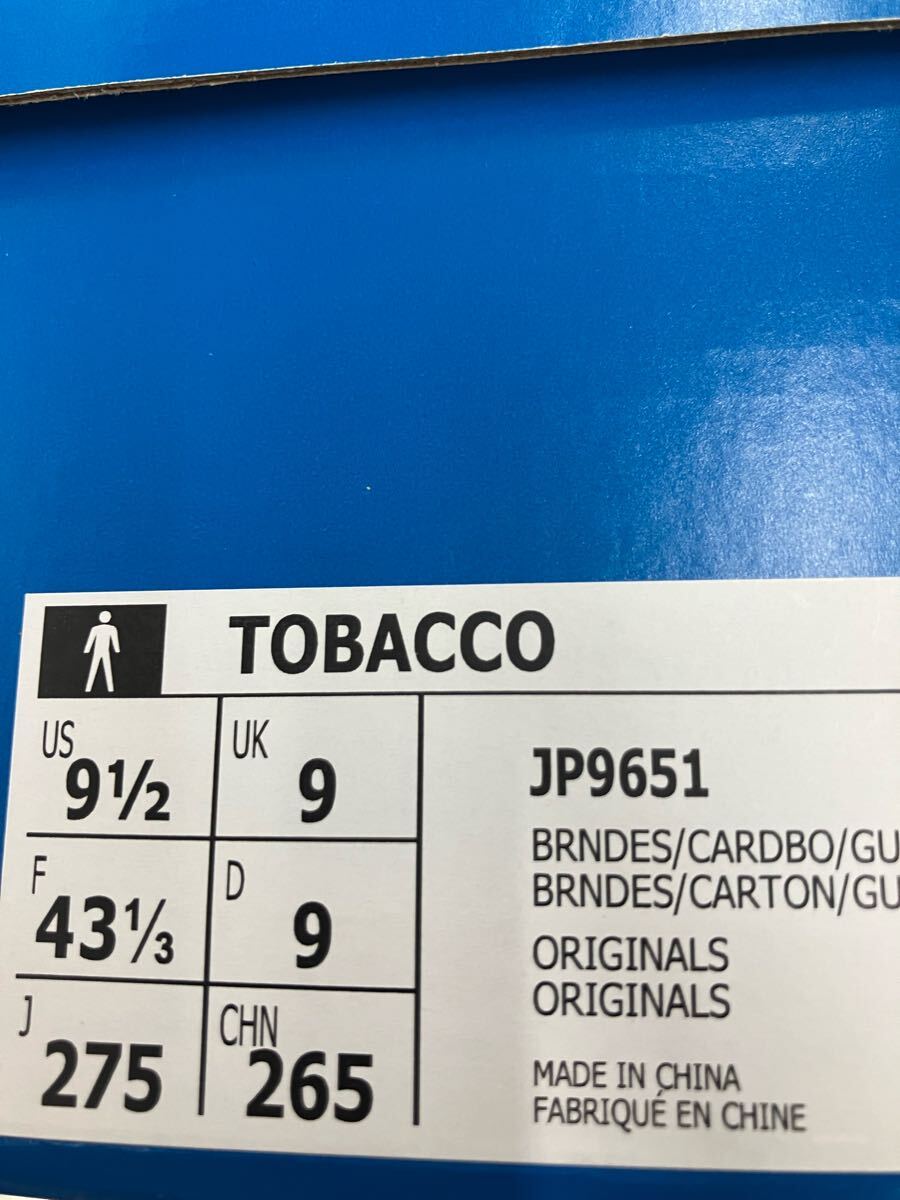 TOBACCO
US 9½
UK 9
F 43⅓
D 9
J 275
CHN 265
JP9651
BRNDES/CARDBO/GU
BRNDES/CARTON/GU
ORIGINALS
ORIGINALS
MADE IN CHINA
FABRIQUÉ EN CHINE